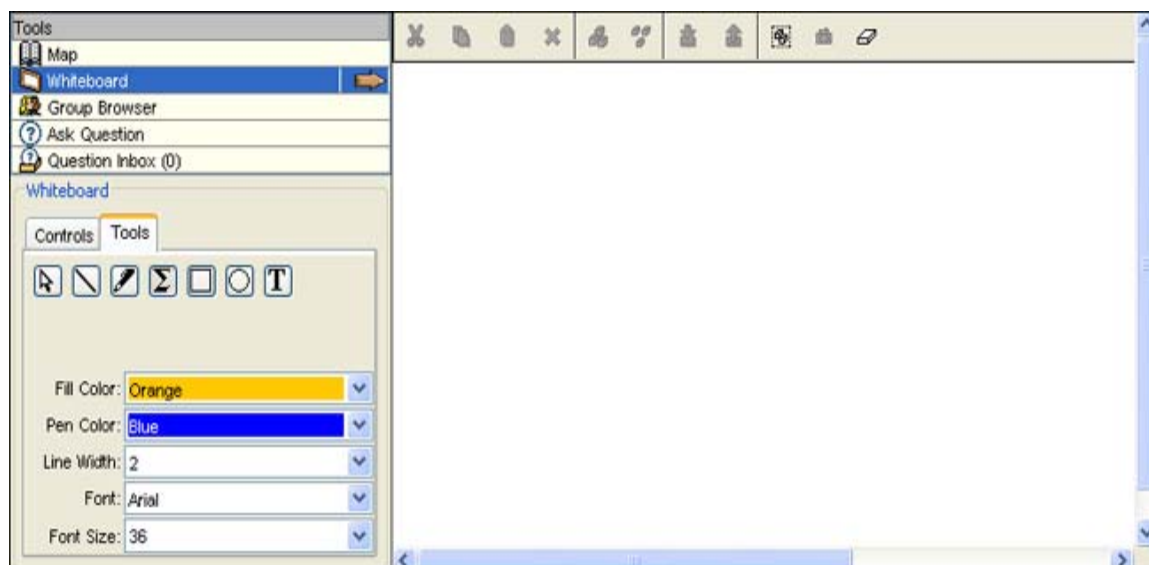 Tools
Map
Whiteboard
Group Browser
Ask Question
Question Inbox (0)
Whiteboard
Controls Tools
Σ T
Fill Color: Orange
Pen Color: Blue
Line Width: 2
Font: Arial
Font Size: 36